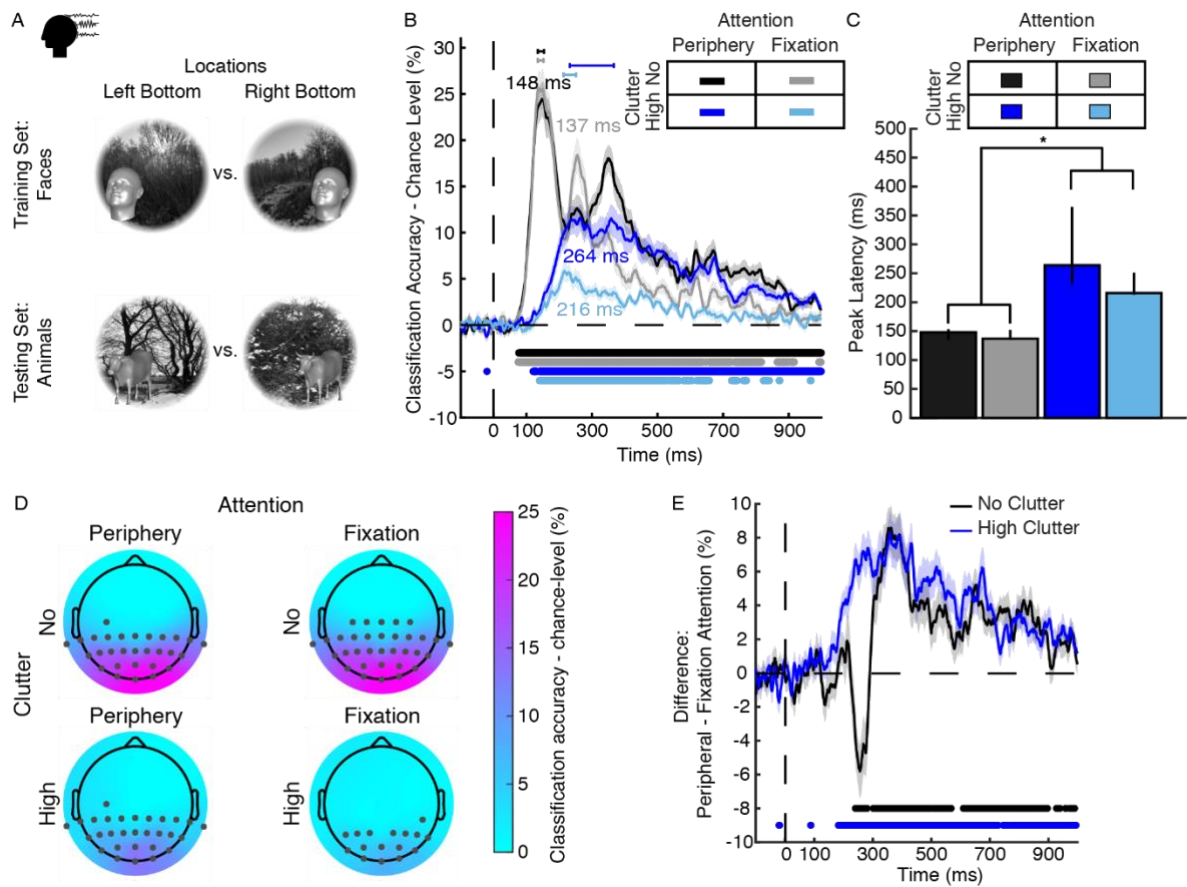 A
Locations
Left Bottom Right Bottom
Training Set:
Faces
vs.
Testing Set:
Animals
vs.
B
Attention
Periphery Fixation
Clutter
High No
Classification Accuracy - Chance Level (%)
30
25
20
15
10
5
0
-5
-10
148 ms
137 ms
264 ms
216 ms
0 100 300 500 700 900
Time (ms)
C
Attention
Periphery Fixation
Clutter
High No
Peak Latency (ms)
500
450
400
350
300
250
200
150
100
50
0
*
D
Attention
Periphery Fixation
Clutter
No No
Periphery Fixation
High High
25
20
15
10
5
0
Classification accuracy - chance-level (%)
E
No Clutter
High Clutter
Difference:
Peripheral - Fixation Attention (%)
10
8
6
4
2
0
-2
-4
-6
-8
-10
0 100 300 500 700 900
Time (ms)